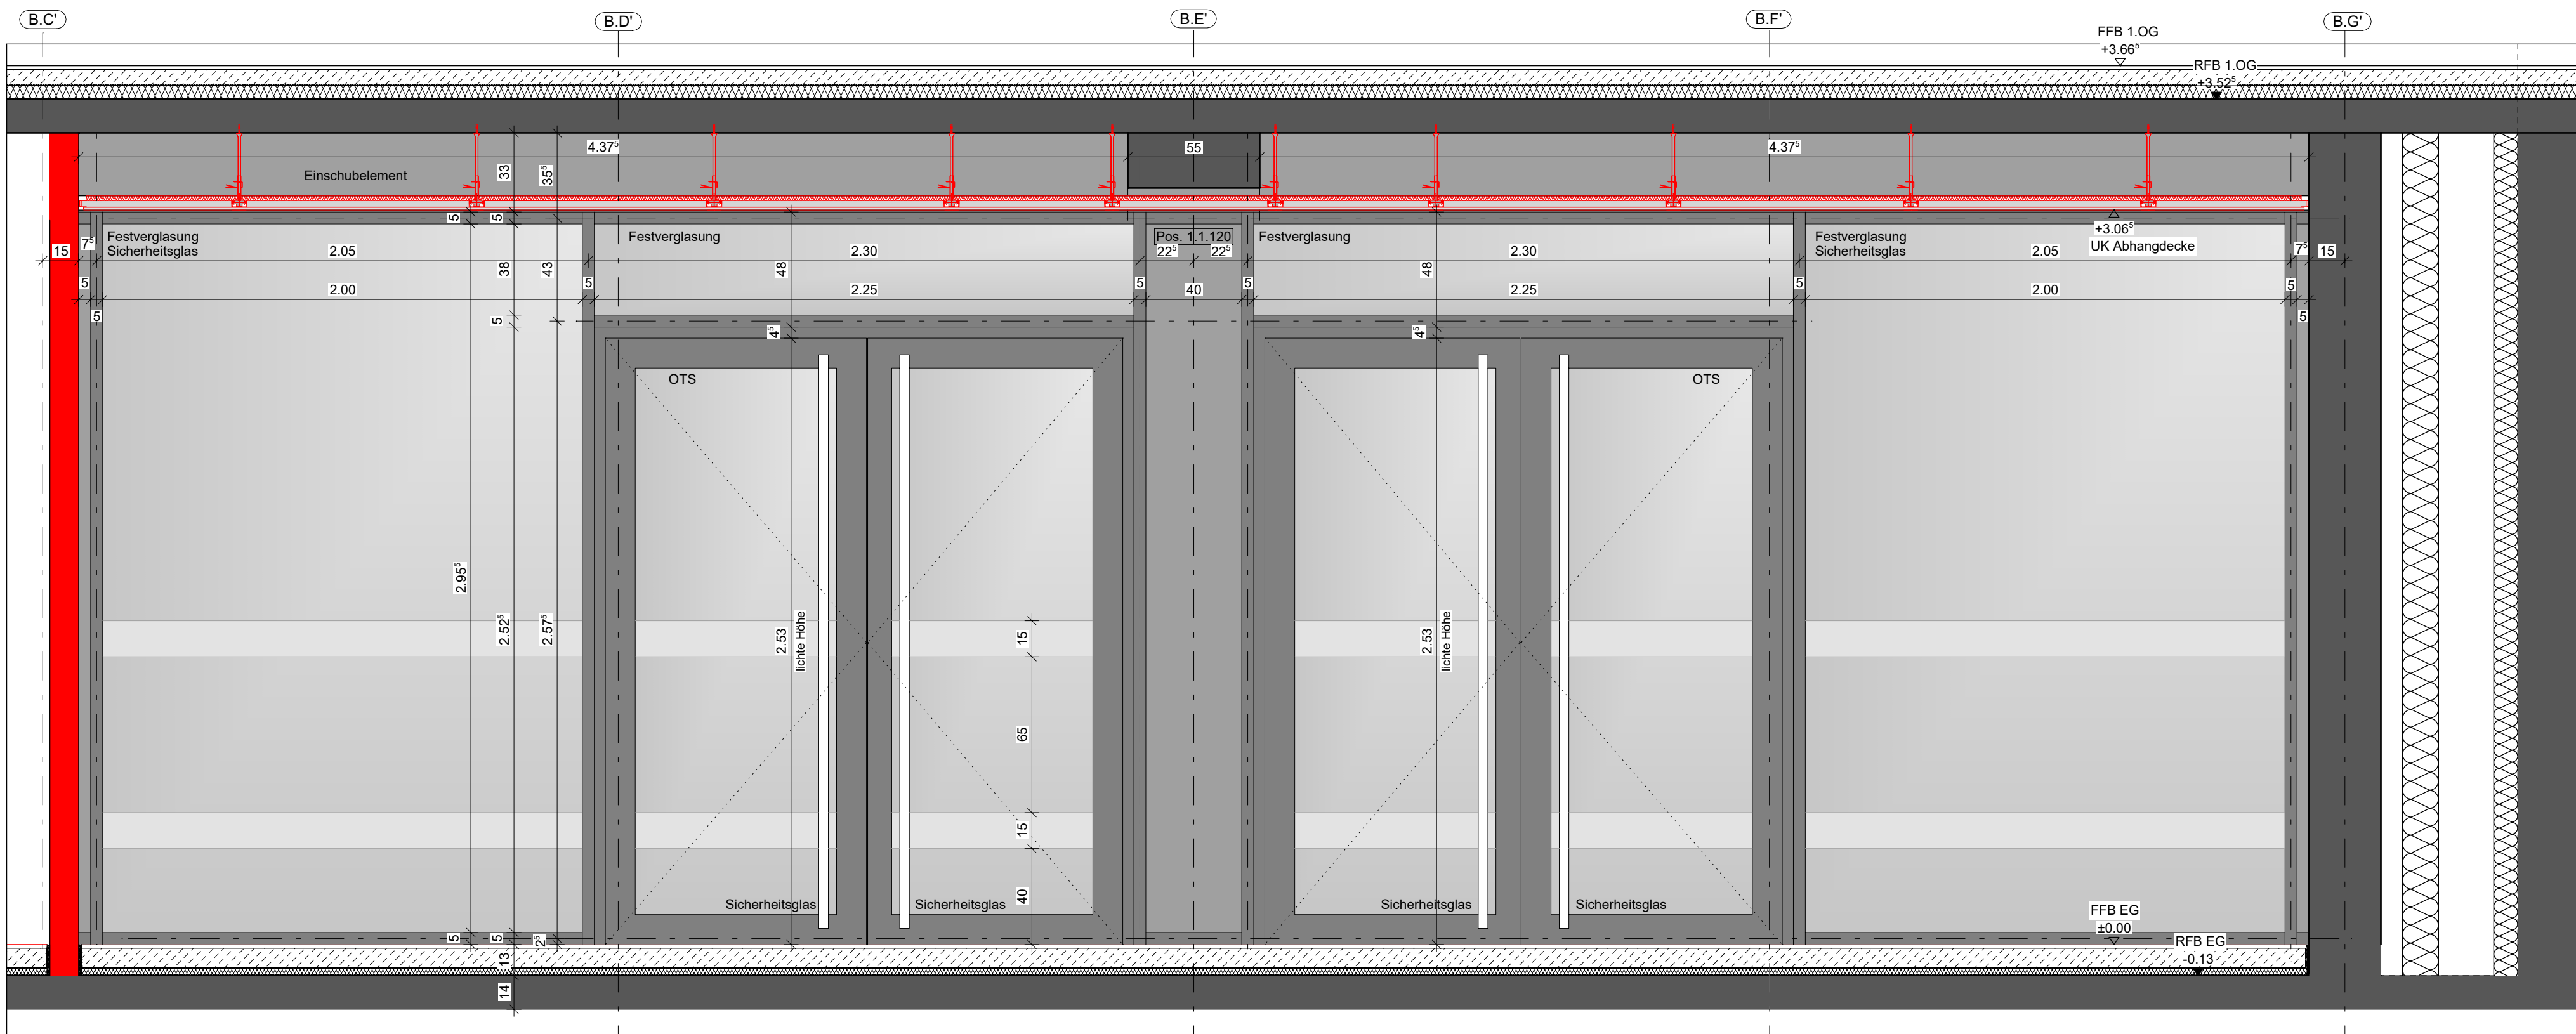 B.C'
B.D'
B.E'
B.F'
B.G'
FFB 1.OG
+3.66⁵
RFB 1.OG
+3.52⁵
4.37⁵
55
4.37⁵
Einschubelement
33
35⁵
5
5
Festverglasung
Sicherheitsglas
Festverglasung
Pos. 1.1.120
Festverglasung
Festverglasung
Sicherheitsglas
+3.06⁵
UK Abhangdecke
15
7⁵
2.05
38
43
48
2.30
22⁵
22⁵
48
2.30
2.05
7⁵
15
5
2.00
5
2.25
5
40
5
2.25
5
2.00
5
5
5
5
4⁵
4⁵
OTS
OTS
2.95⁵
2.52⁵
2.57⁵
2.53
lichte Höhe
15
2.53
lichte Höhe
65
15
40
Sicherheitsglas
Sicherheitsglas
Sicherheitsglas
Sicherheitsglas
FFB EG
±0.00
5
5
2⁵
RFB EG
-0.13
13
14